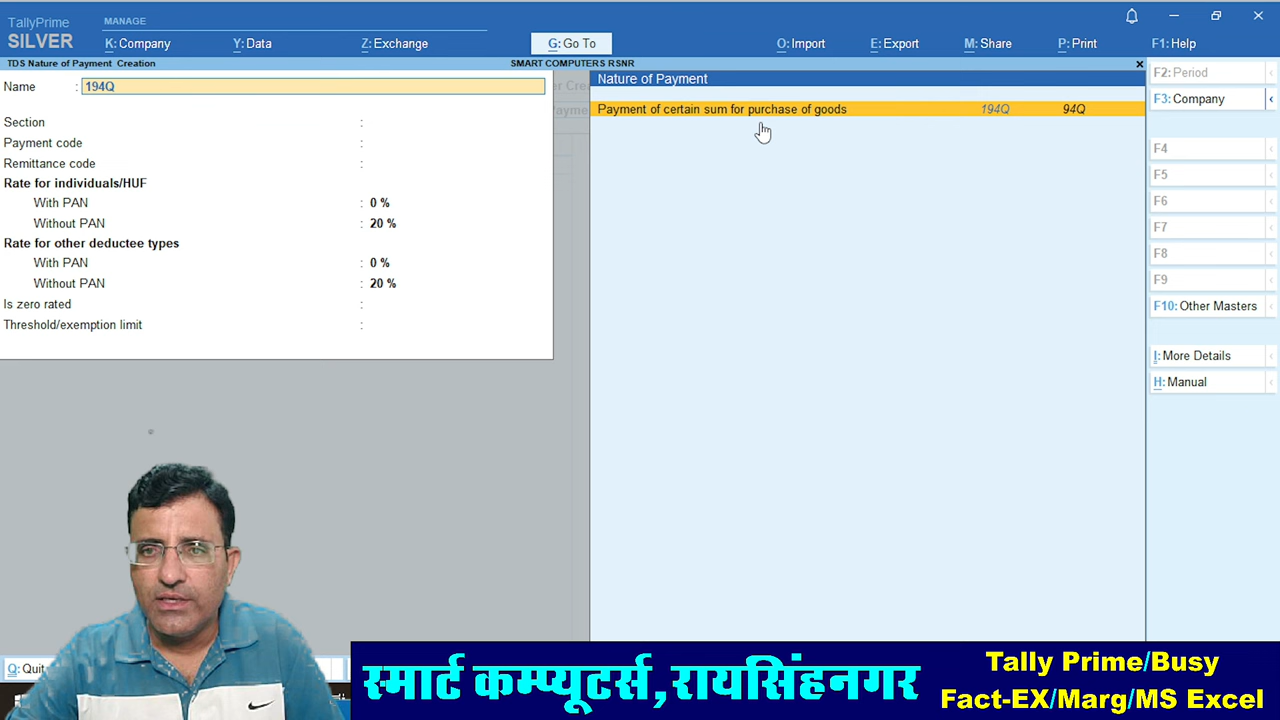 TallyPrime
SILVER
MANAGE
K: Company
Y: Data
Z: Exchange
G: Go To
O: Import
E: Export
M: Share
P: Print
F1: Help
TDS Nature of Payment Creation
SMART COMPUTERS RSNR
Name : 194Q
Section :
Payment code :
Remittance code :
Rate for individuals/HUF
With PAN : 0 %
Without PAN : 20 %
Rate for other deductee types
With PAN : 0 %
Without PAN : 20 %
Is zero rated :
Threshold/exemption limit :
Nature of Payment
Payment of certain sum for purchase of goods 194Q 94Q
F2: Period
F3: Company
F4
F5
F6
F7
F8
F9
F10: Other Masters
I: More Details
H: Manual
Q: Quit
स्मार्ट कम्प्यूटर्स,रायसिंहनगर
Tally Prime/Busy
Fact-EX/Marg/MS Excel